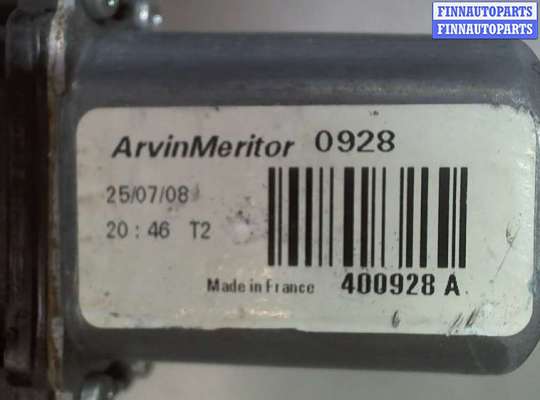 FINNAUTOPARTS
FINNAUTOPARTS
ArvinMeritor 0928
25/07/08
20:46 T2
Made in France 400928 A